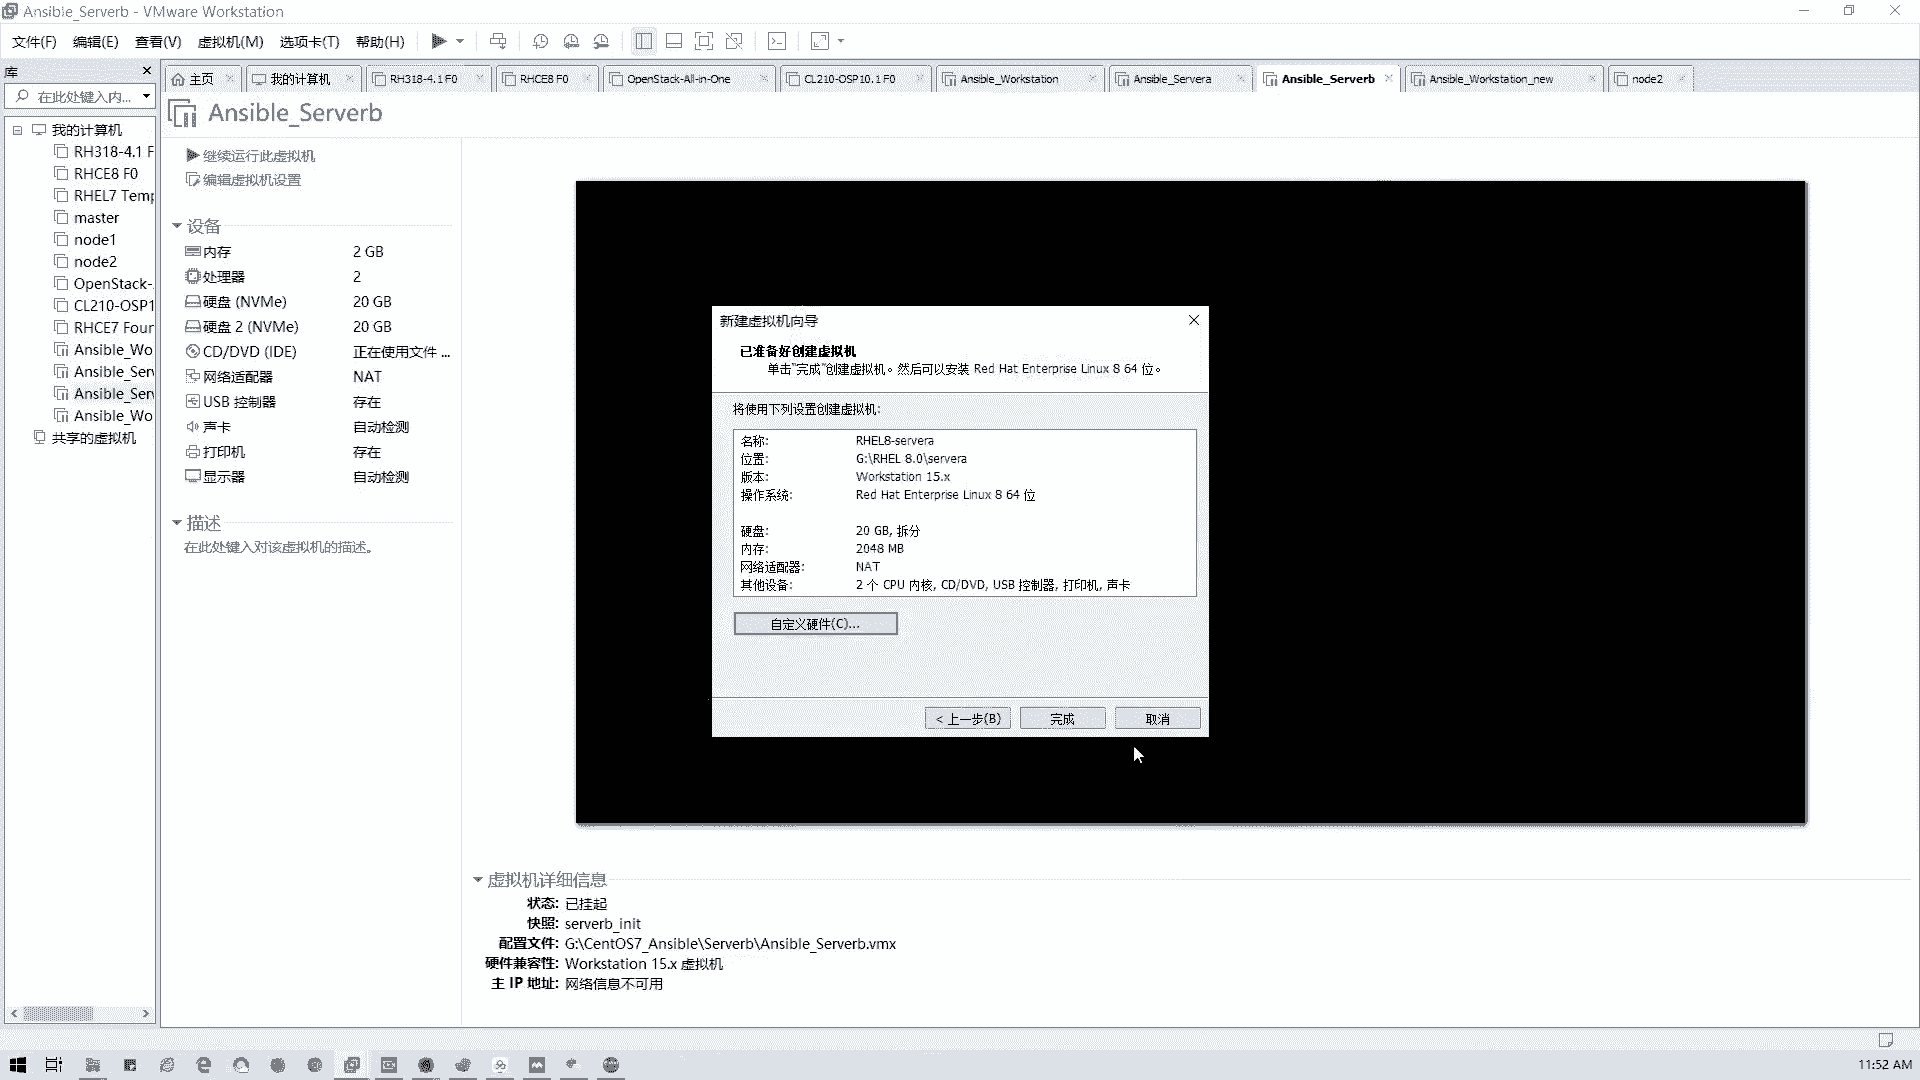 Ansible_Serverb - VMware Workstation
文件(F) 编辑(E) 查看(V) 虚拟机(M) 选项卡(T) 帮助(H)
库
在此处键入内...
主页 我的计算机 RH318-4.1 F0 RHCE8 F0 OpenStack-All-in-One CL210-OSP10.1 F0 Ansible_Workstation Ansible_Servera Ansible_Serverb Ansible_Workstation_new node2
我的计算机
RH318-4.1 F
RHCE8 F0
RHEL7 Temp
master
node1
node2
OpenStack-
CL210-OSP1
RHCE7 Four
Ansible_Wo
Ansible_Serv
Ansible_Serv
Ansible_Wo
共享的虚拟机
Ansible_Serverb
继续运行此虚拟机
编辑虚拟机设置
设备
内存 2 GB
处理器 2
硬盘 (NVMe) 20 GB
硬盘 2 (NVMe) 20 GB
CD/DVD (IDE) 正在使用文件 ...
网络适配器 NAT
USB 控制器 存在
声卡 自动检测
打印机 存在
显示器 自动检测
描述
在此处键入对该虚拟机的描述。
新建虚拟机向导
已准备好创建虚拟机
单击"完成"创建虚拟机。然后可以安装 Red Hat Enterprise Linux 8 64 位。
将使用下列设置创建虚拟机:
名称: RHEL8-servera
位置: G:\RHEL 8.0\servera
版本: Workstation 15.x
操作系统: Red Hat Enterprise Linux 8 64 位
硬盘: 20 GB, 拆分
内存: 2048 MB
网络适配器: NAT
其他设备: 2 个 CPU 内核, CD/DVD, USB 控制器, 打印机, 声卡
自定义硬件(C)...
< 上一步(B) 完成 取消
虚拟机详细信息
状态: 已挂起
快照: serverb_init
配置文件: G:\CentOS7_Ansible\Serverb\Ansible_Serverb.vmx
硬件兼容性: Workstation 15.x 虚拟机
主 IP 地址: 网络信息不可用
11:52 AM